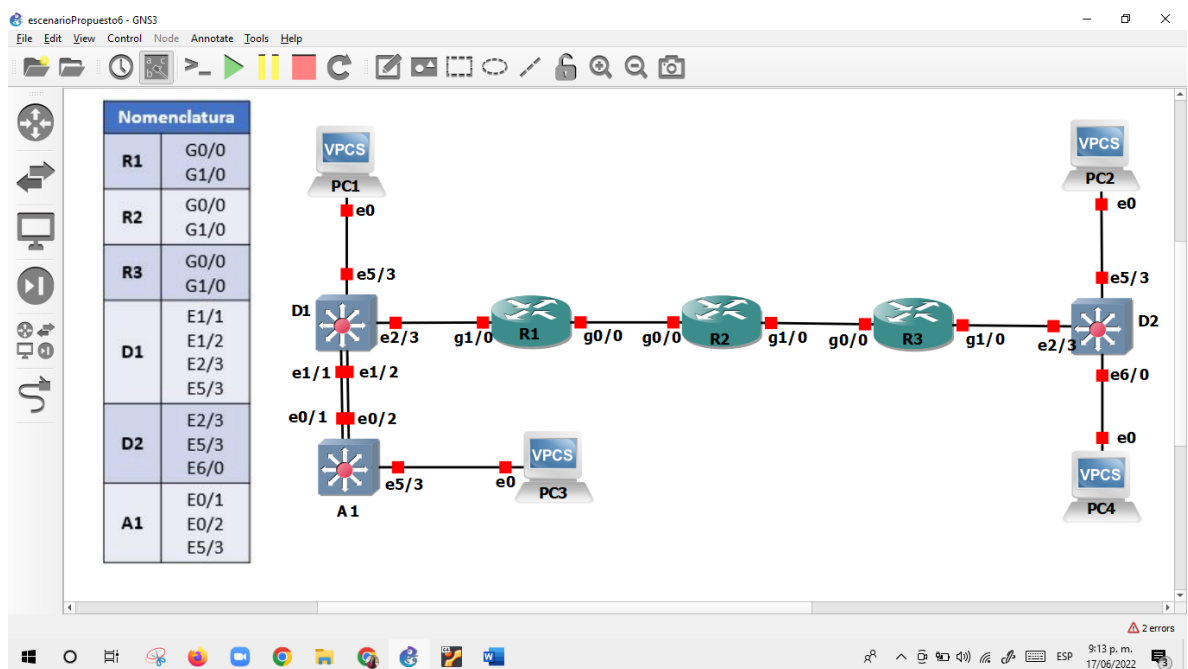 escenarioPropuesto6 - GNS3
File Edit View Control Node Annotate Tools Help
Nomenclatura
R1
G0/0
G1/0
R2
G0/0
G1/0
R3
G0/0
G1/0
D1
E1/1
E1/2
E2/3
E5/3
D2
E2/3
E5/3
E6/0
A1
E0/1
E0/2
E5/3
VPCS
PC1
e0
e5/3
D1
e2/3
g1/0
R1
g0/0
g0/0
R2
g1/0
g0/0
R3
g1/0
e2/3
D2
VPCS
PC2
e0
e5/3
e6/0
e0
VPCS
PC4
e1/1
e1/2
e0/1
e0/2
A1
e5/3
e0
VPCS
PC3
2 errors
ESP
9:13 p. m.
17/06/2022
3